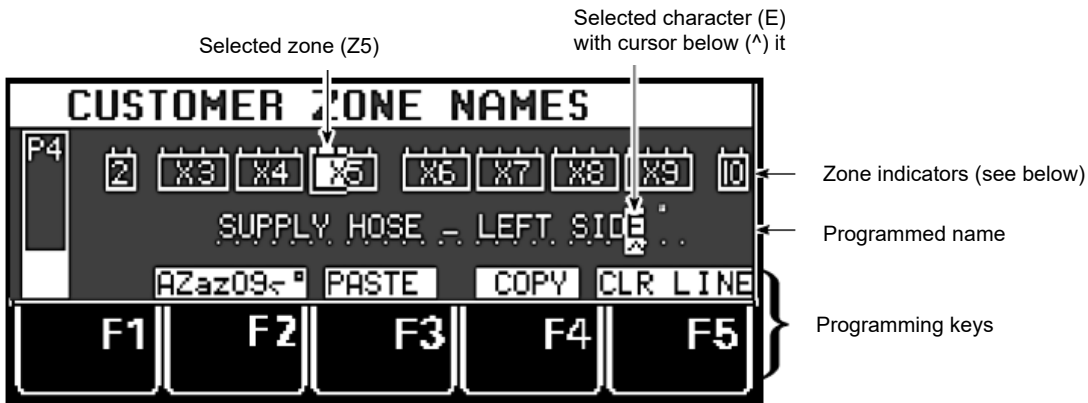 Selected character (E)
with cursor below (^) it
Selected zone (Z5)
CUSTOMER ZONE NAMES
P4
2 X3 X4 X5 X6 X7 X8 X9 10
Zone indicators (see below)
SUPPLY HOSE - LEFT SIDE
^
Programmed name
AZaz09<° PASTE COPY CLR LINE
F1 F2 F3 F4 F5
Programming keys